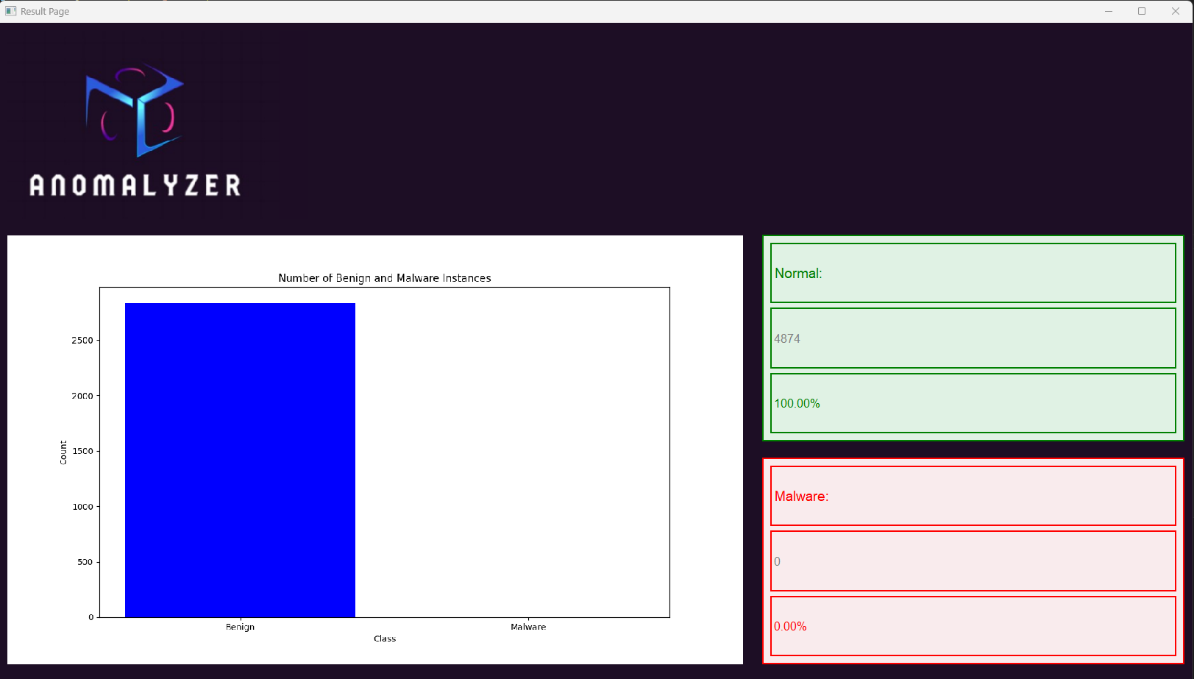 Result Page
ANOMALYZER
Number of Benign and Malware Instances
2500
2000
1500
1000
500
0
Count
Benign
Malware
Class
Normal:
4874
100.00%
Malware:
0
0.00%